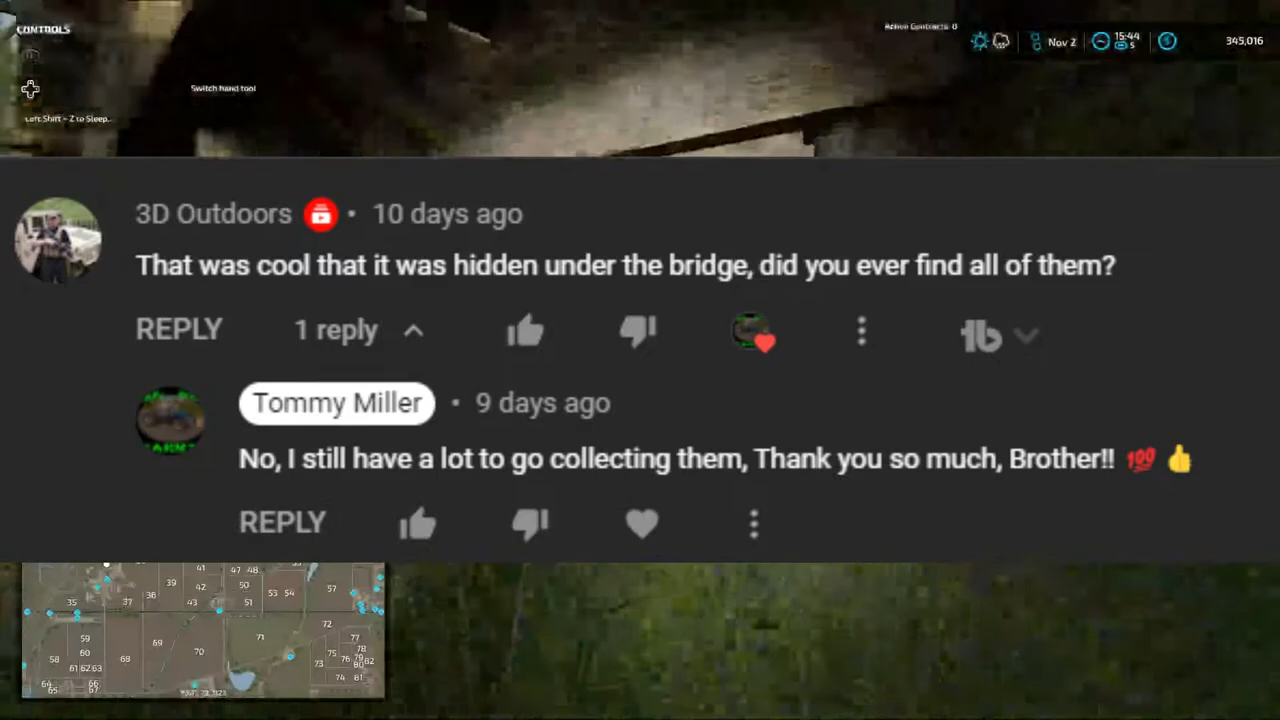 CONTROLS
Active Contracts: 0
Nov 2
15:44
5
345,016
Switch hand tool
Left Shift - Z to Sleep..
3D Outdoors • 10 days ago
That was cool that it was hidden under the bridge, did you ever find all of them?
REPLY 1 reply
Tommy Miller • 9 days ago
No, I still have a lot to go collecting them, Thank you so much, Brother!! 💯 👍
REPLY
41 47 48
39 42 50 53 54 57
35 37 38 43 51
59 69 71 72 77
60 70 75 78
58 61 62 63 68 73 76 79 80 82
64 65 66 67 74 81